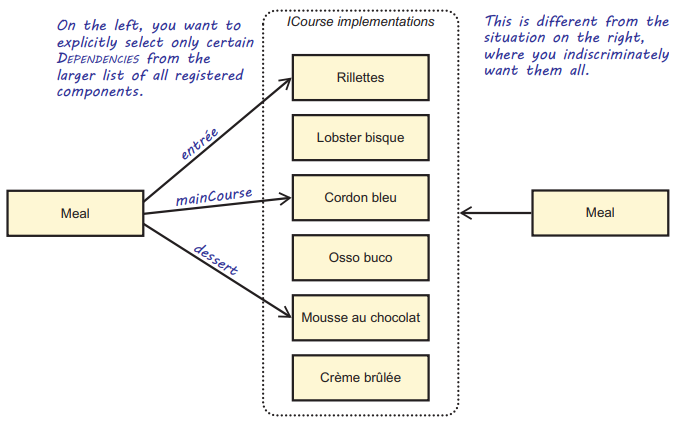 On the left, you want to
explicitly select only certain
DEPENDENCIES from the
larger list of all registered
components.
ICourse implementations
This is different from the
situation on the right,
where you indiscriminately
want them all.
Rillettes
Lobster bisque
Cordon bleu
Osso buco
Mousse au chocolat
Crème brûlée
Meal
entrée
mainCourse
dessert
Meal